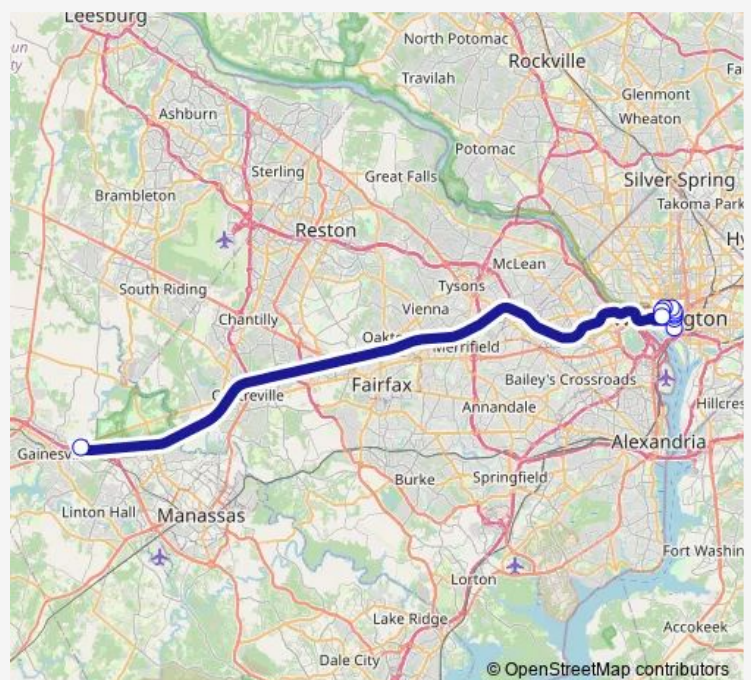 Leesburg
North Potomac
Rockville
Travilah
Glenmont
Wheaton
Ashburn
Potomac
Silver Spring
Sterling
Great Falls
Brambleton
Takoma Park
Reston
McLean
Tysons
South Riding
Vienna
Chantilly
Merrifield
Fairfax
Bailey's Crossroads
Annandale
Alexandria
Burke
Springfield
Linton Hall
Manassas
Fort Washin
Lorton
Lake Ridge
Accokeek
Dale City
© OpenStreetMap contributors